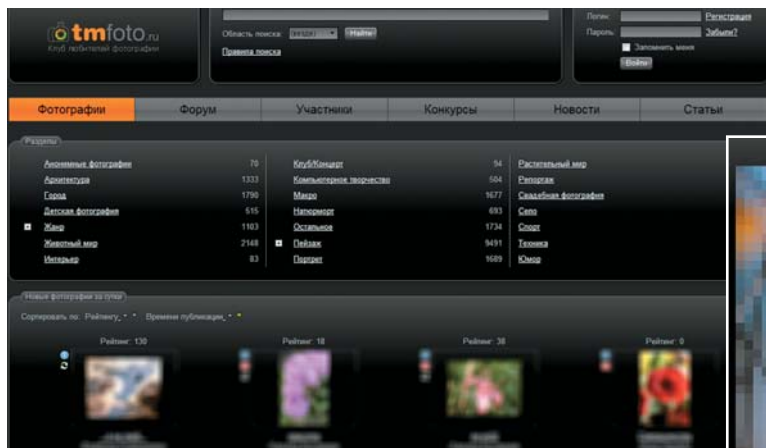 tmfoto.ru
Клуб любителей фотографии
Область поиска: Найти
Правила поиска
Логин: Регистрация
Пароль: Забыли?
Запомнить меня
Войти
Фотографии Форум Участники Конкурсы Новости Статьи
Разделы
Анонимные фотографии 70 Клуб/Концерт 94 Растительный мир
Архитектура 1333 Компьютерное творчество 504 Репортаж
Город 1790 Макро 1677 Свадебная фотография
Детская фотография 615 Натюрморт 693 Село
Жанр 1103 Остальное 1734 Спорт
Животный мир 2148 Пейзаж 9491 Техника
Интерьер 83 Портрет 1689 Юмор
Новые фотографии за сутки
Сортировать по: Рейтингу, Времени публикации,
Рейтинг: 130 Рейтинг: 18 Рейтинг: 38 Рейтинг: 0